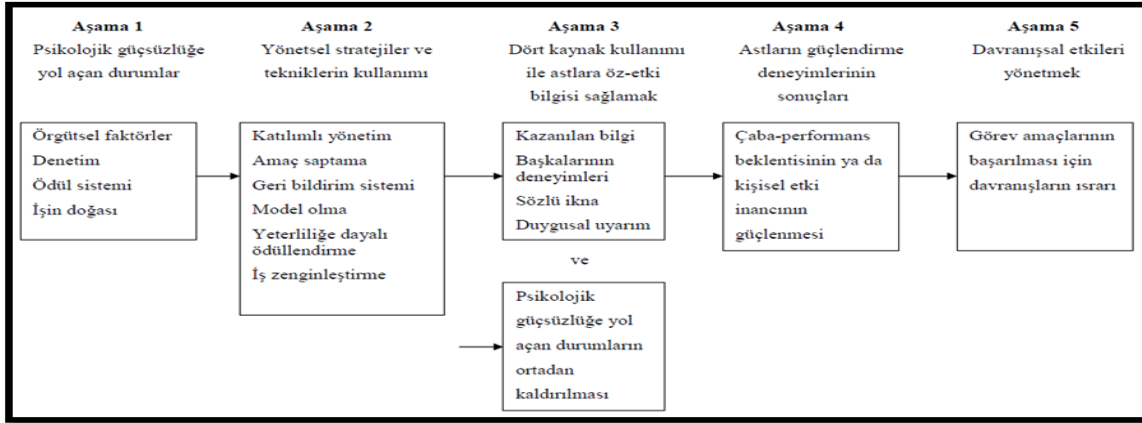 Aşama 1
Psikolojik güçsüzlüğe
yol açan durumlar
Aşama 2
Yönetsel stratejiler ve
tekniklerin kullanımı
Aşama 3
Dört kaynak kullanımı
ile astlara öz-etki
bilgisi sağlamak
Aşama 4
Astların güçlendirme
deneyimlerinin
sonuçları
Aşama 5
Davranışsal etkileri
yönetmek
Örgütsel faktörler
Denetim
Ödül sistemi
İşin doğası
Katılımlı yönetim
Amaç saptama
Geri bildirim sistemi
Model olma
Yeterliliğe dayalı
ödüllendirme
İş zenginleştirme
Kazanılan bilgi
Başkalarının
deneyimleri
Sözlü ikna
Duygusal uyarım
ve
Psikolojik
güçsüzlüğe yol
açan durumların
ortadan
kaldırılması
Çaba-performans
beklentisinin ya da
kişisel etki
inancının
güçlenmesi
Görev amaçlarının
başarılması için
davranışların ısrarı